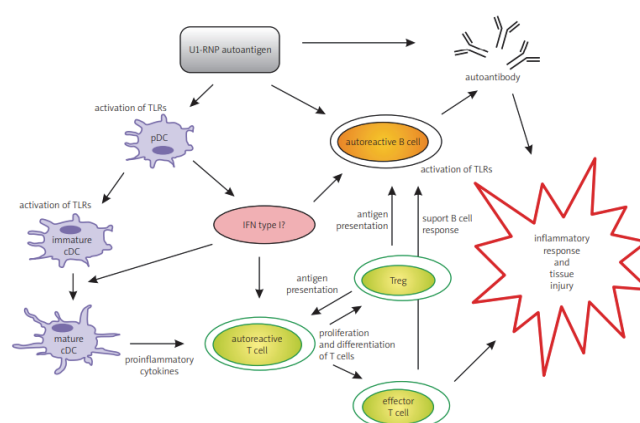 U1-RNP autoantigen
autoantibody
activation of TLRs
pDC
autoreactive B cell
activation of TLRs
activation of TLRs
immature
cDC
IFN type I?
antigen
presentation
suport B cell
response
inflammatory
response
and
tissue
injury
antigen
presentation
Treg
mature
cDC
proinflammatory
cytokines
autoreactive
T cell
proliferation
and differentiation
of T cells
effector
T cell